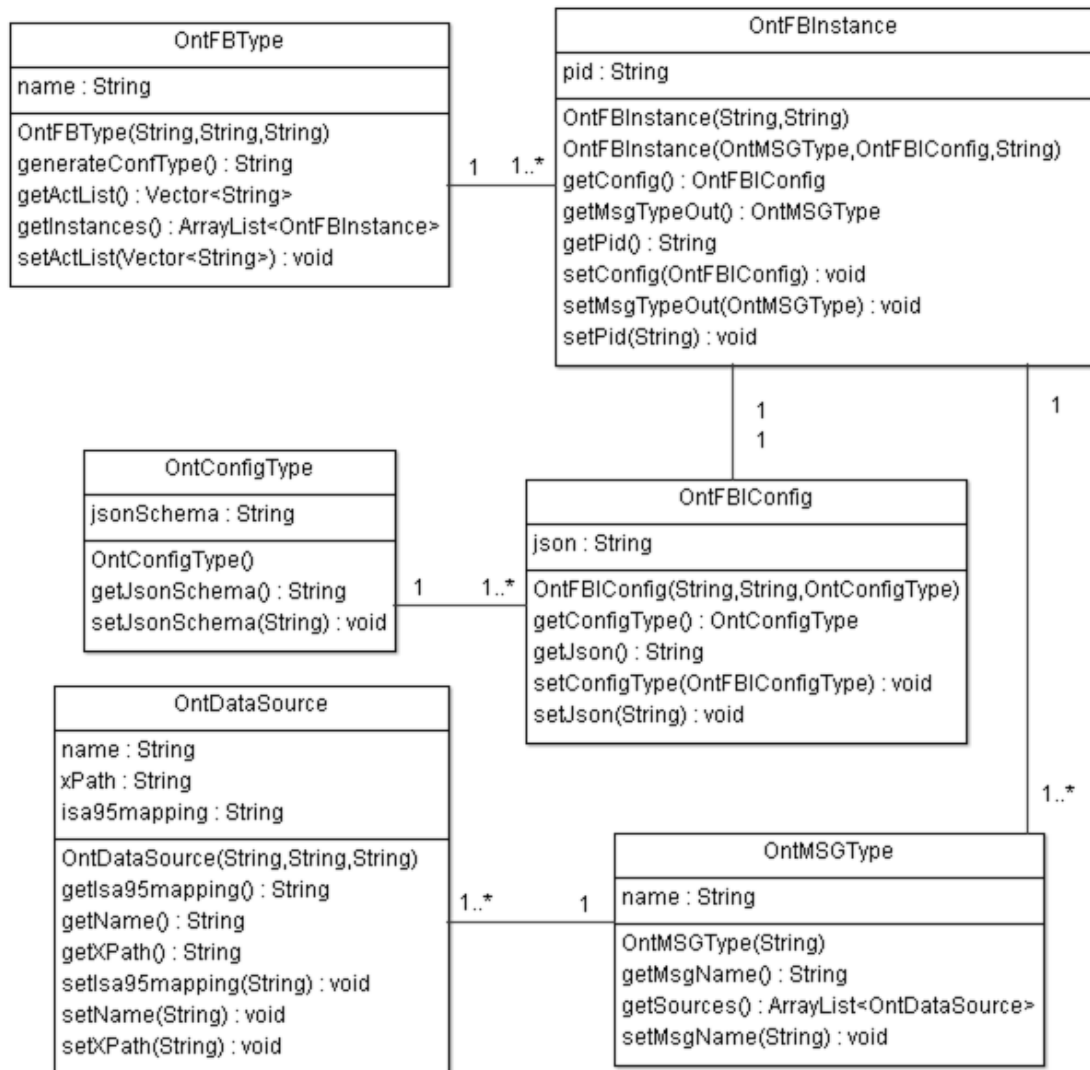 OntFBType
name : String
OntFBType(String,String,String)
generateConfType() : String
getActList() : Vector<String>
getInstances() : ArrayList<OntFBInstance>
setActList(Vector<String>) : void
1
1..*
OntFBInstance
pid : String
OntFBInstance(String,String)
OntFBInstance(OntMSGType,OntFBIConfig,String)
getConfig() : OntFBIConfig
getMsgTypeOut() : OntMSGType
getPid() : String
setConfig(OntFBIConfig) : void
setMsgTypeOut(OntMSGType) : void
setPid(String) : void
1
1
1
OntConfigType
jsonSchema : String
OntConfigType()
getJsonSchema() : String
setJsonSchema(String) : void
1
1..*
OntFBIConfig
json : String
OntFBIConfig(String,String,OntConfigType)
getConfigType() : OntConfigType
getJson() : String
setConfigType(OntFBIConfigType) : void
setJson(String) : void
1..*
OntDataSource
name : String
xPath : String
isa95mapping : String
OntDataSource(String,String,String)
getIsa95mapping() : String
getName() : String
getXPath() : String
setIsa95mapping(String) : void
setName(String) : void
setXPath(String) : void
1..*
1
OntMSGType
name : String
OntMSGType(String)
getMsgName() : String
getSources() : ArrayList<OntDataSource>
setMsgName(String) : void